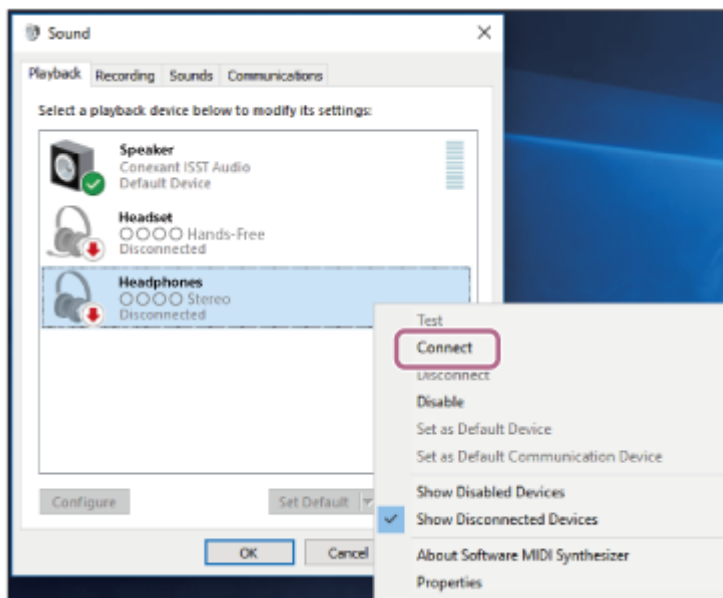 Sound
Playback Recording Sounds Communications
Select a playback device below to modify its settings:
Speaker
Conexant ISST Audio
Default Device
Headset
○○○○ Hands-Free
Disconnected
Headphones
○○○○ Stereo
Disconnected
Test
Connect
Disconnect
Disable
Set as Default Device
Set as Default Communication Device
Show Disabled Devices
Show Disconnected Devices
About Software MIDI Synthesizer
Properties
Configure Set Default
OK Cancel